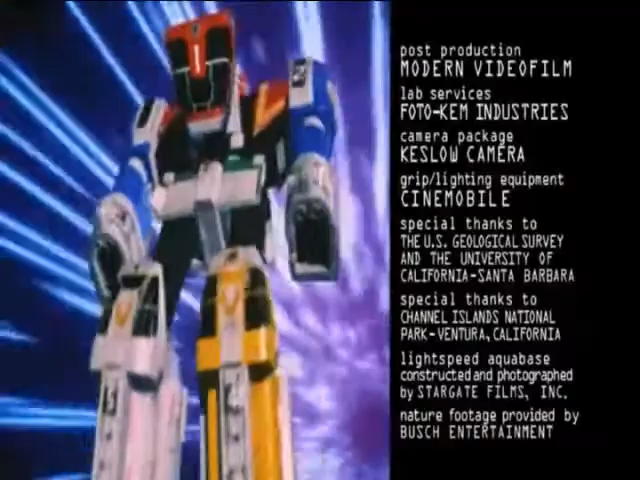 post production
MODERN VIDEOFILM
lab services
FOTO-KEM INDUSTRIES
camera package
KESLOW CAMERA
grip/lighting equipment
CINEMOBILE
special thanks to
THE U.S. GEOLOGICAL SURVEY
AND THE UNIVERSITY OF
CALIFORNIA-SANTA BARBARA
special thanks to
CHANNEL ISLANDS NATIONAL
PARK-VENTURA, CALIFORNIA
lightspeed aquabase
constructed and photographed
by STARGATE FILMS, INC.
nature footage provided by
BUSCH ENTERTAINMENT